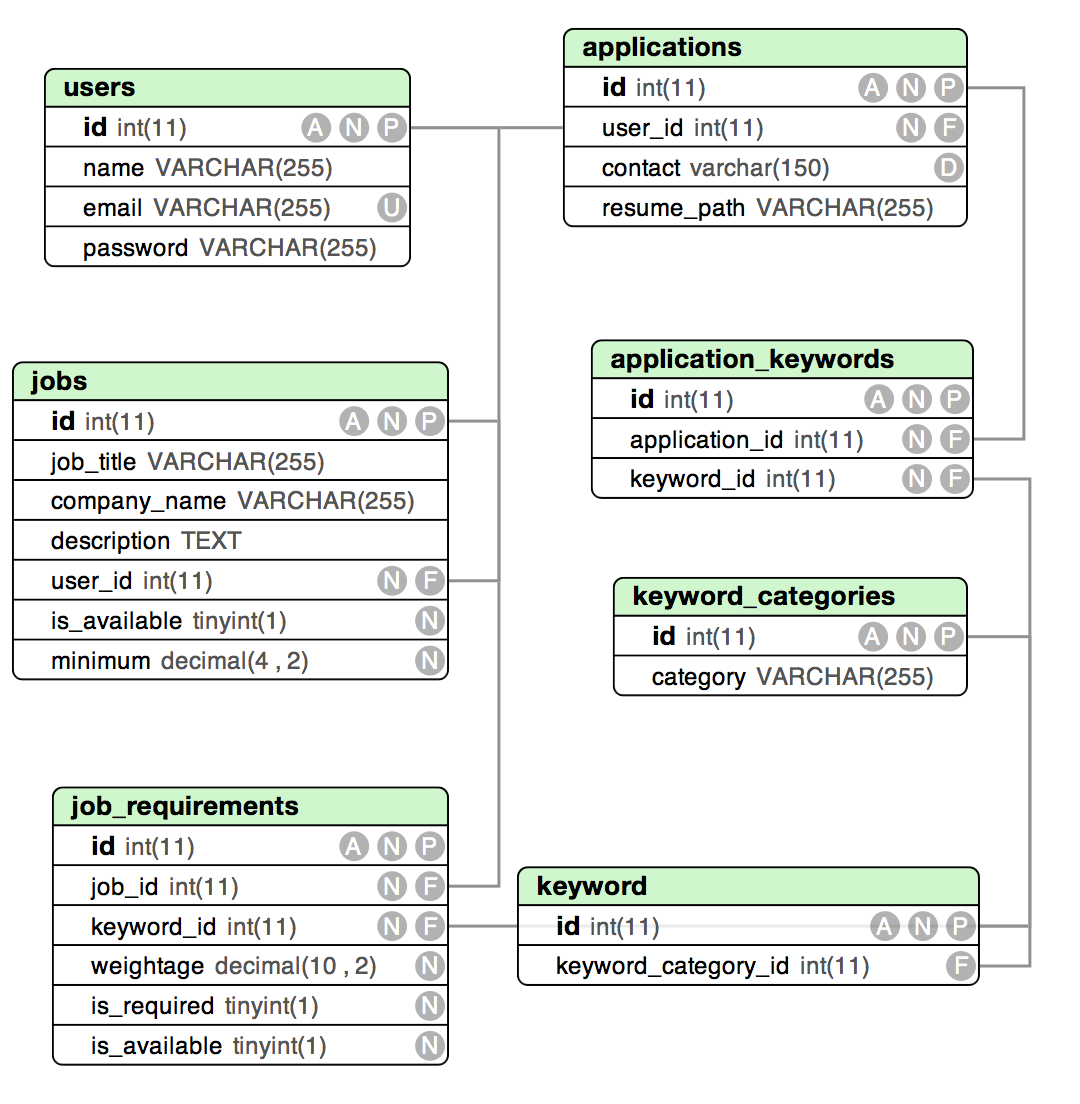 users
id int(11) A N P
name VARCHAR(255)
email VARCHAR(255) U
password VARCHAR(255)
applications
id int(11) A N P
user_id int(11) N F
contact varchar(150) D
resume_path VARCHAR(255)
jobs
id int(11) A N P
job_title VARCHAR(255)
company_name VARCHAR(255)
description TEXT
user_id int(11) N F
is_available tinyint(1) N
minimum decimal(4 , 2) N
application_keywords
id int(11) A N P
application_id int(11) N F
keyword_id int(11) N F
keyword_categories
id int(11) A N P
category VARCHAR(255)
job_requirements
id int(11) A N P
job_id int(11) N F
keyword_id int(11) N F
weightage decimal(10 , 2) N
is_required tinyint(1) N
is_available tinyint(1) N
keyword
id int(11) A N P
keyword_category_id int(11) F